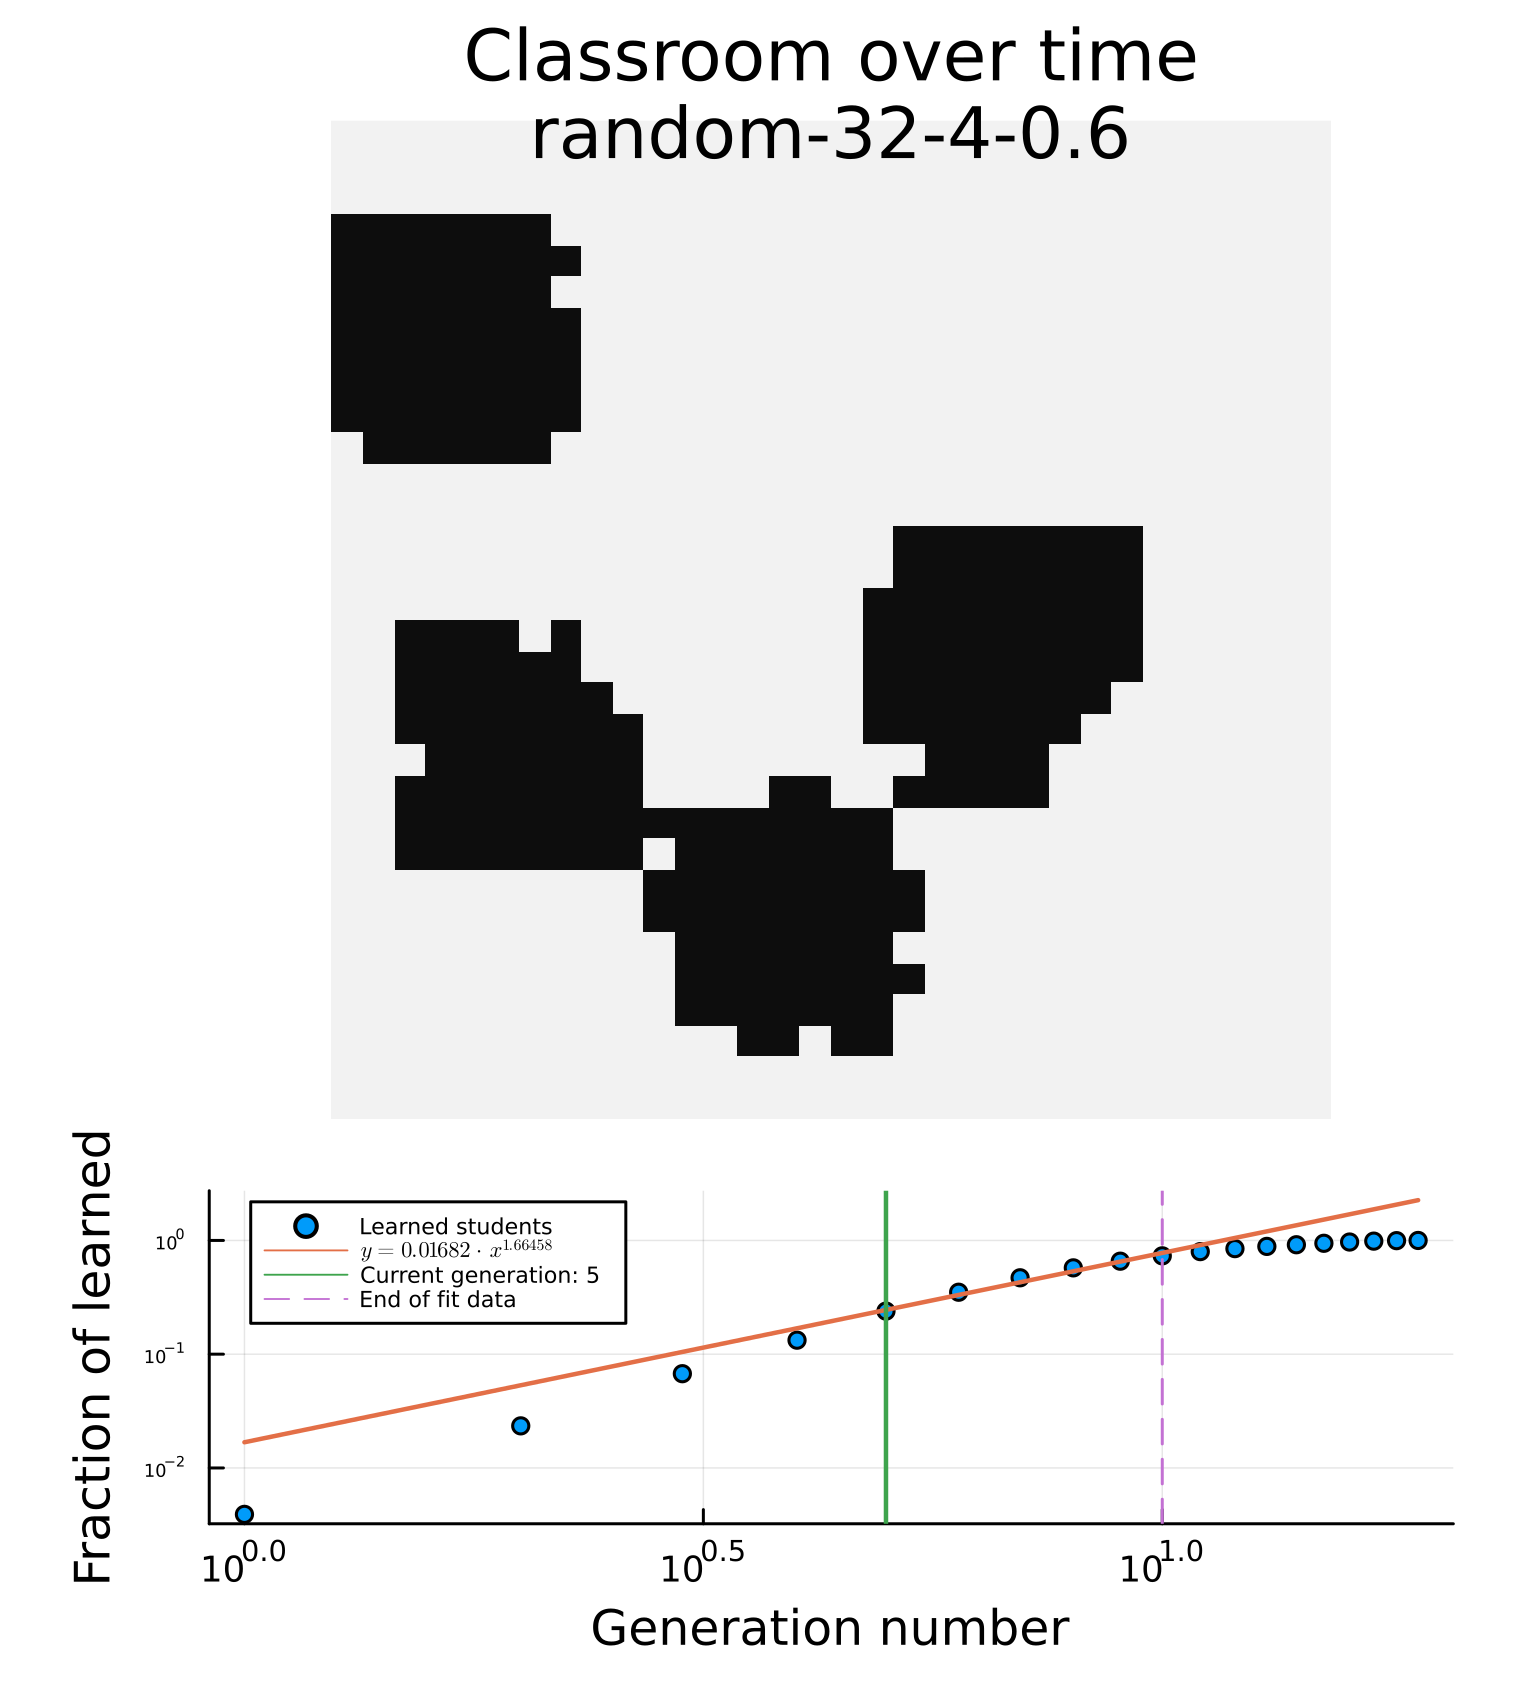 Classroom over time
random-32-4-0.6
Fraction of learned
10⁰
10⁻¹
10⁻²
Learned students
y = 0.01682 · x^1.66458
Current generation: 5
End of fit data
10^0.0
10^0.5
10^1.0
Generation number